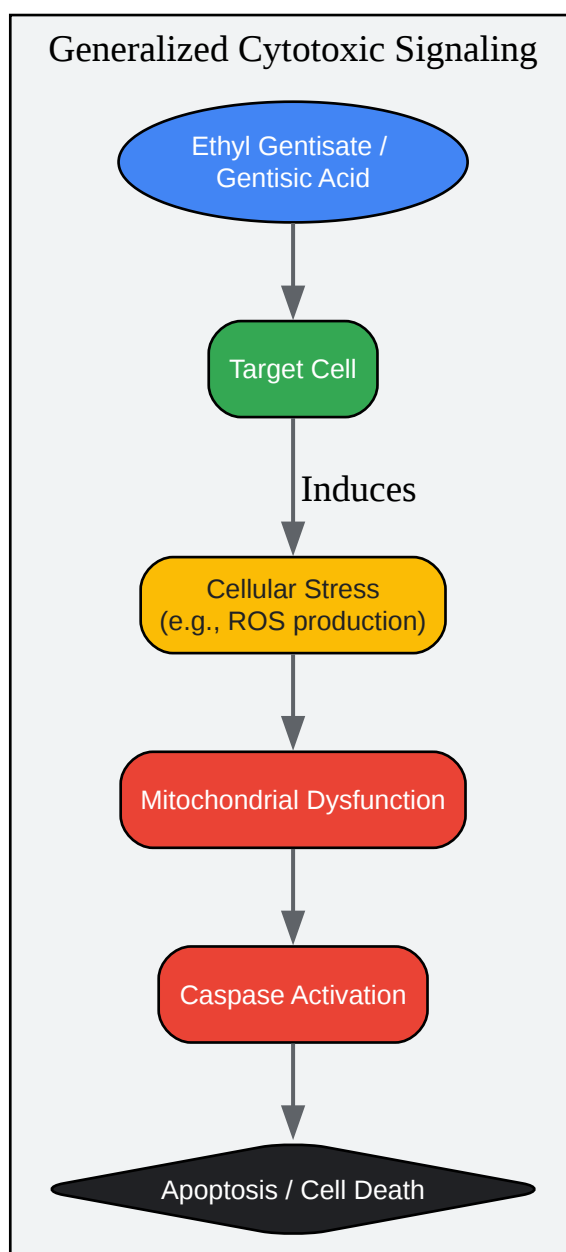 Generalized Cytotoxic Signaling
Ethyl Gentisate /
Gentisic Acid
Target Cell
Induces
Cellular Stress
(e.g., ROS production)
Mitochondrial Dysfunction
Caspase Activation
Apoptosis / Cell Death